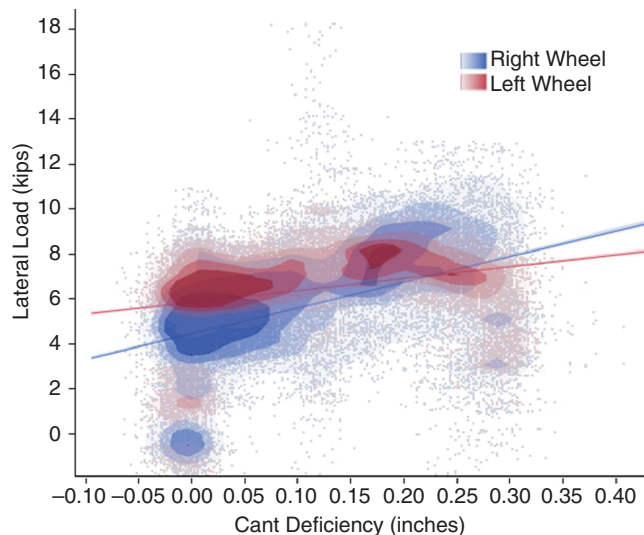 18
16
14
12
10
8
6
4
2
0
Lateral Load (kips)
Right Wheel
Left Wheel
−0.10 −0.05 0.00 0.05 0.10 0.15 0.20 0.25 0.30 0.35 0.40
Cant Deficiency (inches)